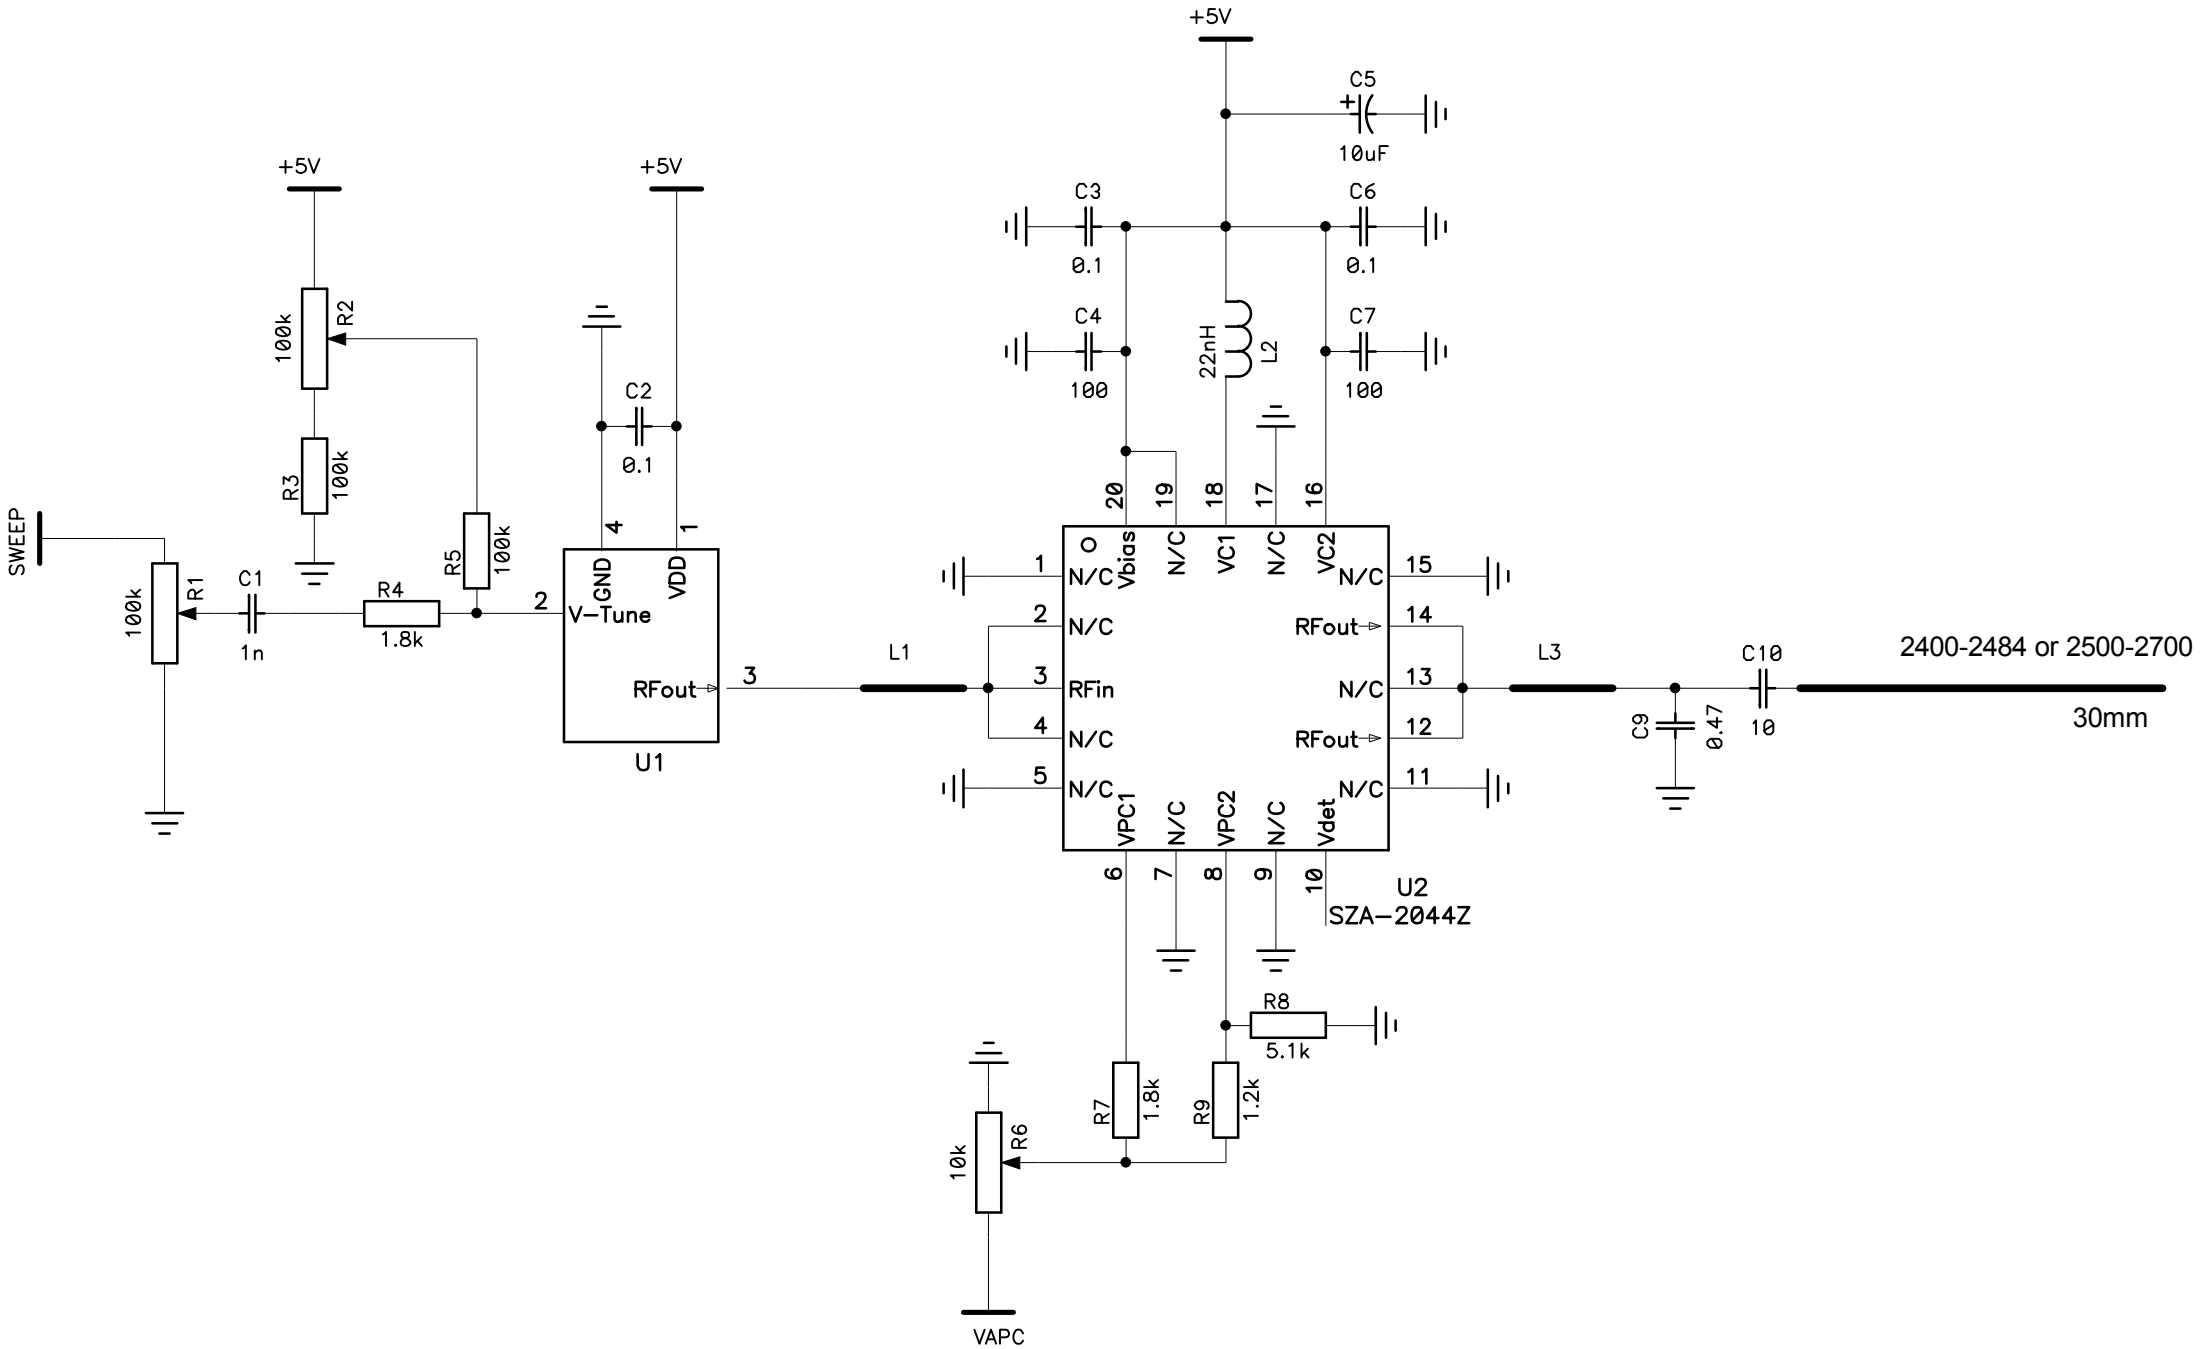 +5V
C5
+
10uF
+5V
+5V
C3
C6
0.1
0.1
R2
100k
C4
22nH
L2
C7
100
100
C2
0.1
R3
100k
SWEEP
R5
100k
4
1
GND
VDD
20
19
18
17
16
Vbias
N/C
VC1
N/C
VC2
R1
100k
C1
1n
R4
1.8k
2
V-Tune
RFout
3
U1
L1
1
N/C
2
N/C
3
RFin
4
N/C
5
N/C
N/C
15
RFout
14
N/C
13
RFout
12
N/C
11
L3
C10
10
C9
0.47
2400-2484 or 2500-2700
30mm
VPC1
N/C
VPC2
N/C
Vdet
6
7
8
9
10
U2
SZA-2044Z
R8
5.1k
R7
1.8k
R9
1.2k
R6
10k
VAPC